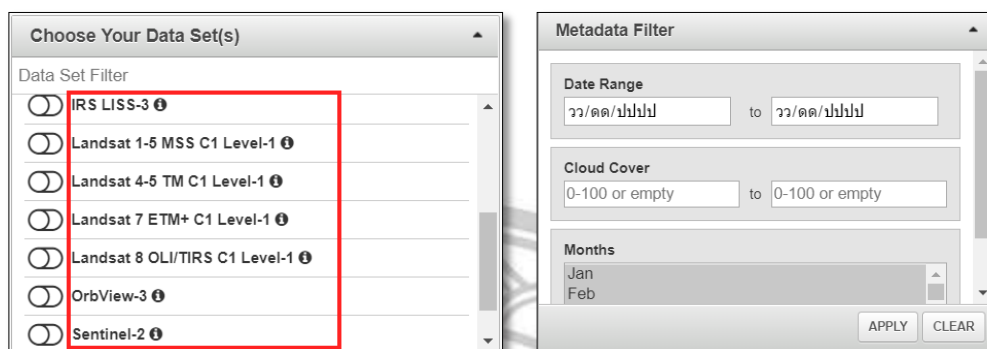 Choose Your Data Set(s)
Data Set Filter
IRS LISS-3
Landsat 1-5 MSS C1 Level-1
Landsat 4-5 TM C1 Level-1
Landsat 7 ETM+ C1 Level-1
Landsat 8 OLI/TIRS C1 Level-1
OrbView-3
Sentinel-2
Metadata Filter
Date Range
วว/ดด/ปปปป to วว/ดด/ปปปป
Cloud Cover
0-100 or empty to 0-100 or empty
Months
Jan
Feb
APPLY CLEAR